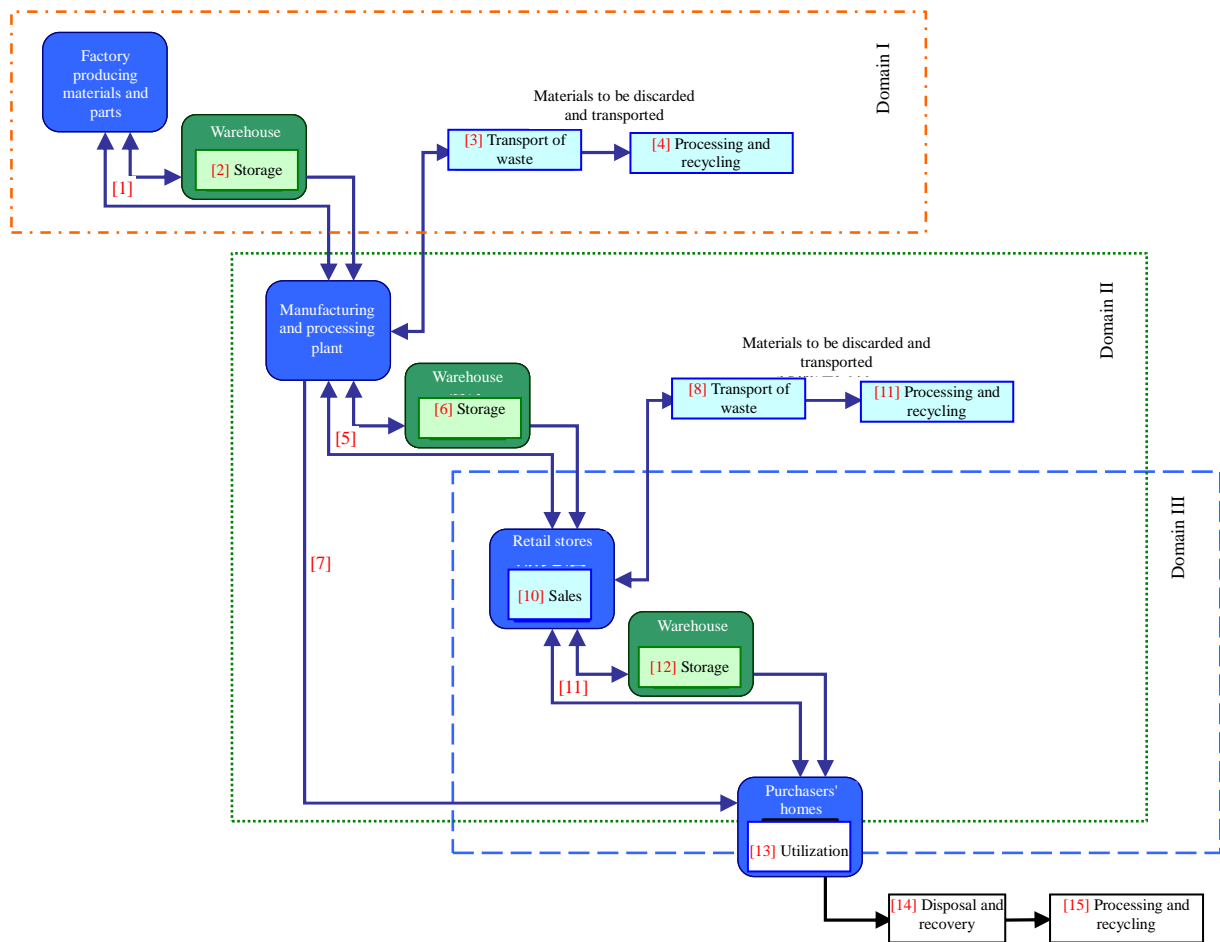 Factory
producing
materials and
parts
Domain I
Materials to be discarded
and transported
Warehouse
[2] Storage
[3] Transport of
waste
[4] Processing and
recycling
[1]
Manufacturing
and processing
plant
Domain II
Materials to be discarded and
transported
Warehouse
[6] Storage
[8] Transport of
waste
[11] Processing and
recycling
[5]
[7]
Domain III
Retail stores
[10] Sales
Warehouse
[12] Storage
[11]
Purchasers'
homes
[13] Utilization
[14] Disposal and
recovery
[15] Processing and
recycling